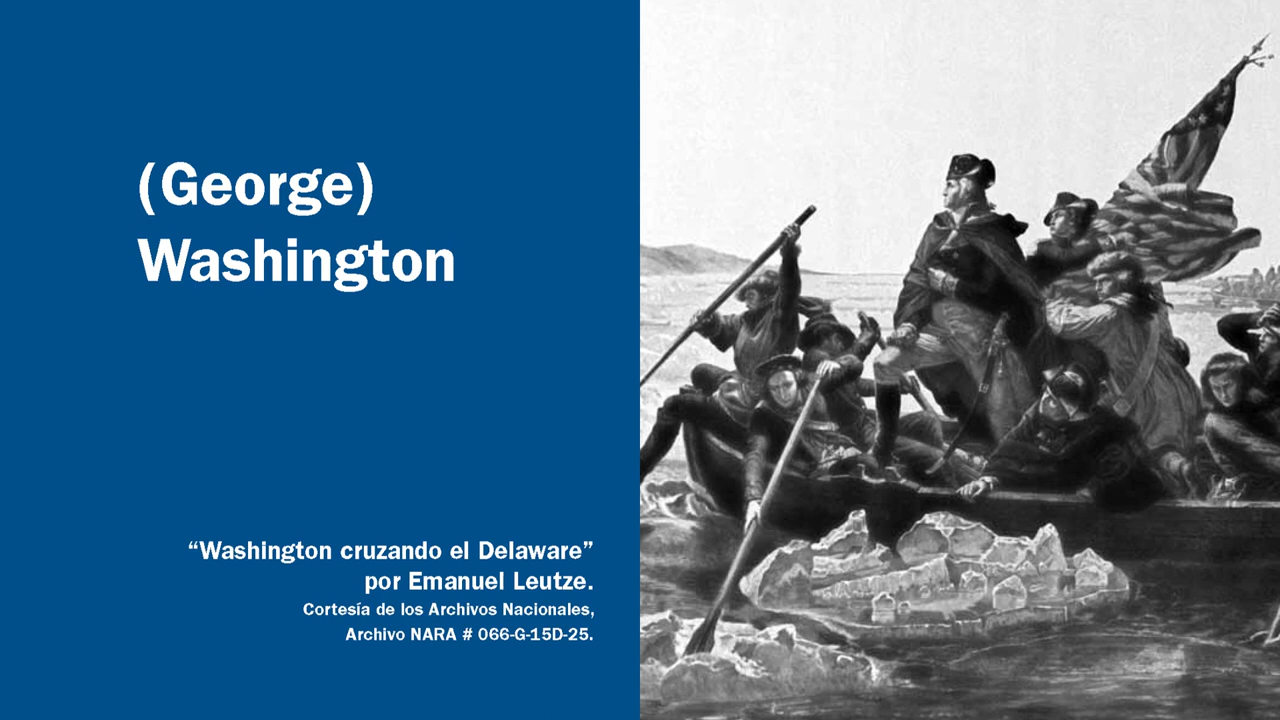 (George)
Washington
“Washington cruzando el Delaware”
por Emanuel Leutze.
Cortesía de los Archivos Nacionales,
Archivo NARA # 066-G-15D-25.